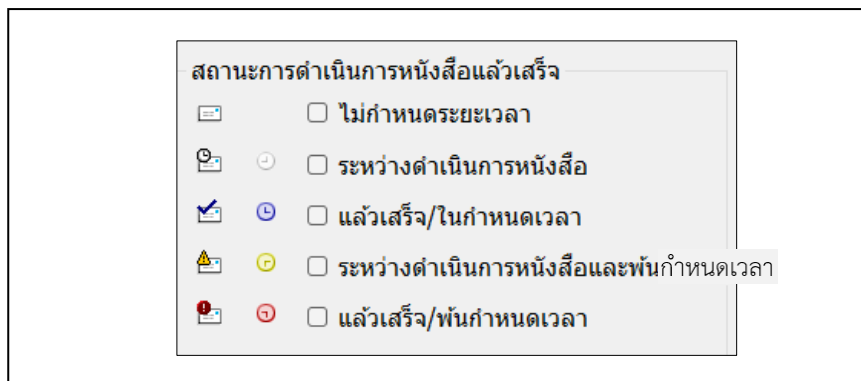 สถานะการดำเนินการหนังสือแล้วเสร็จ
ไม่กำหนดระยะเวลา
ระหว่างดำเนินการหนังสือ
แล้วเสร็จ/ในกำหนดเวลา
ระหว่างดำเนินการหนังสือและพ้นกำหนดเวลา
แล้วเสร็จ/พ้นกำหนดเวลา